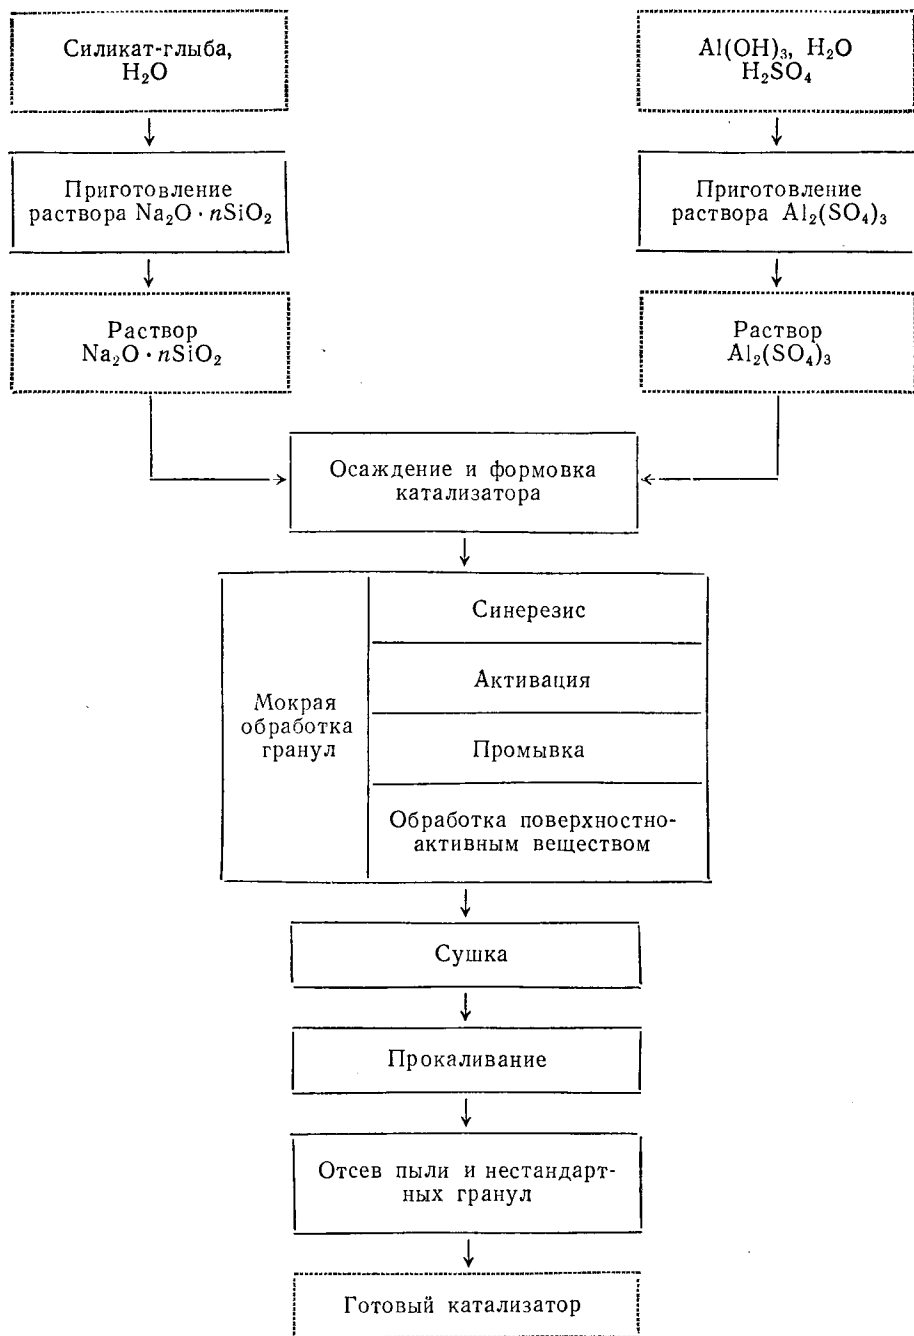 Силикат-глыба,
H₂O
Al(OH)₃, H₂O
H₂SO₄
Приготовление
раствора Na₂O · nSiO₂
Приготовление
раствора Al₂(SO₄)₃
Раствор
Na₂O · nSiO₂
Раствор
Al₂(SO₄)₃
Осаждение и формовка
катализатора
Мокрая
обработка
гранул
Синерезис
Активация
Промывка
Обработка поверхностно-
активным веществом
Сушка
Прокаливание
Отсев пыли и нестандарт-
ных гранул
Готовый катализатор